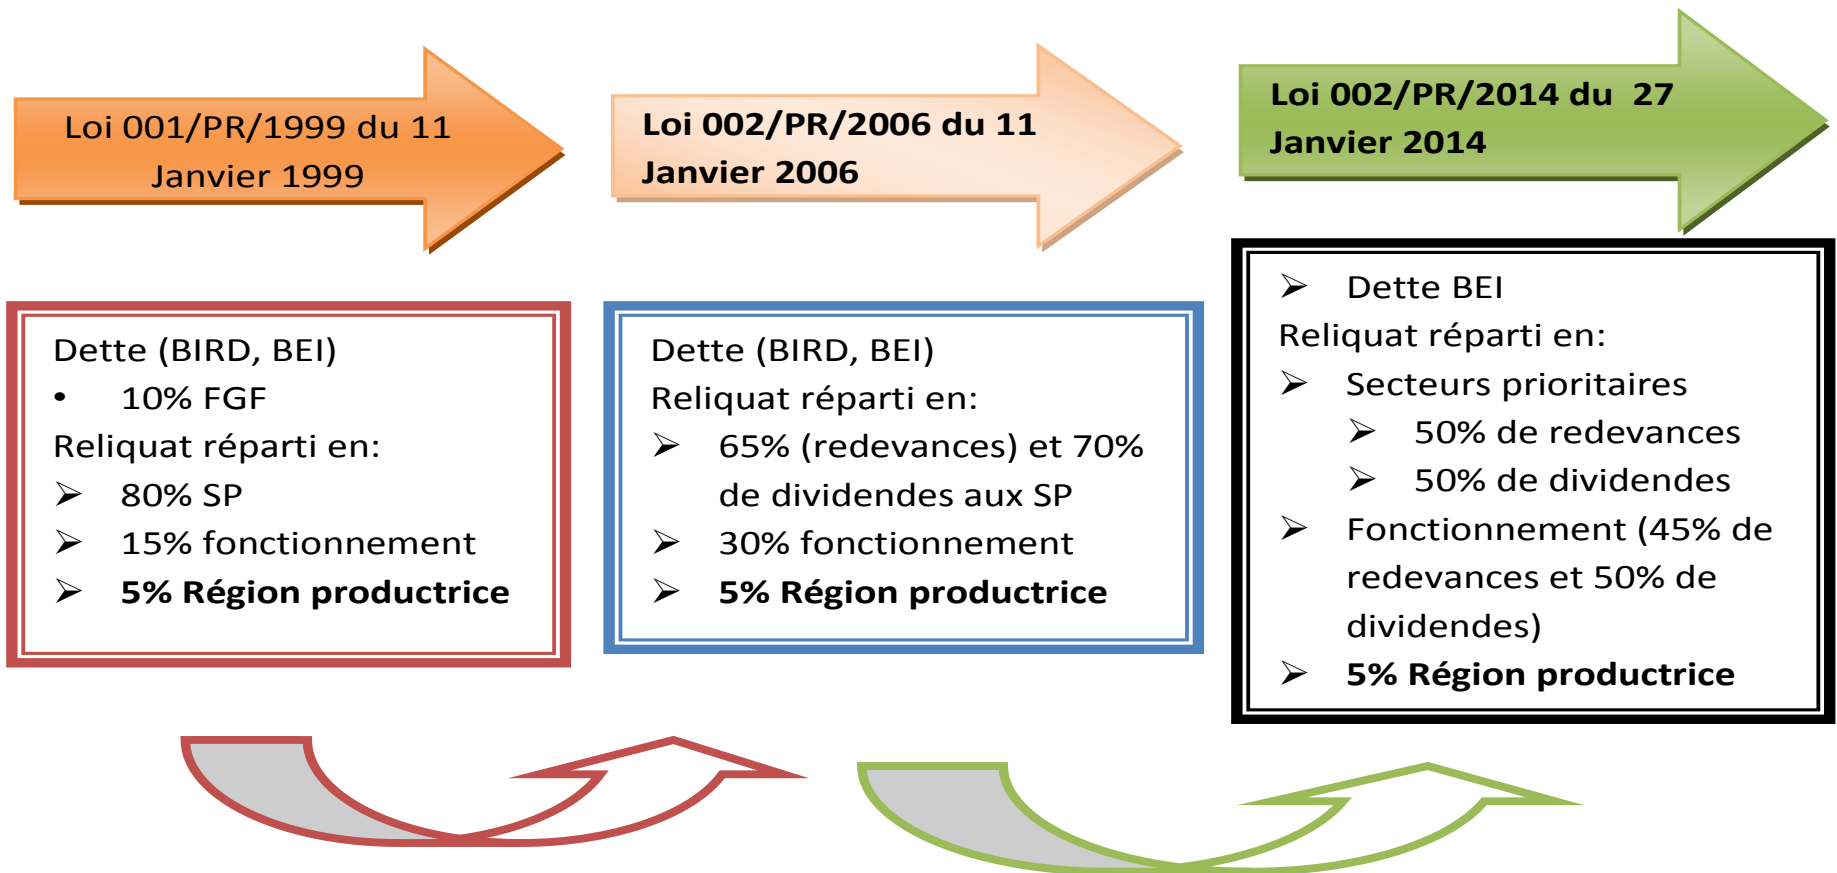 Loi 001/PR/1999 du 11
Janvier 1999
Loi 002/PR/2006 du 11
Janvier 2006
Loi 002/PR/2014 du 27
Janvier 2014
Dette (BIRD, BEI)
• 10% FGF
Reliquat réparti en:
➢ 80% SP
➢ 15% fonctionnement
➢ 5% Région productrice
Dette (BIRD, BEI)
Reliquat réparti en:
➢ 65% (redevances) et 70%
de dividendes aux SP
➢ 30% fonctionnement
➢ 5% Région productrice
➢ Dette BEI
Reliquat réparti en:
➢ Secteurs prioritaires
➢ 50% de redevances
➢ 50% de dividendes
➢ Fonctionnement (45% de
redevances et 50% de
dividendes)
➢ 5% Région productrice